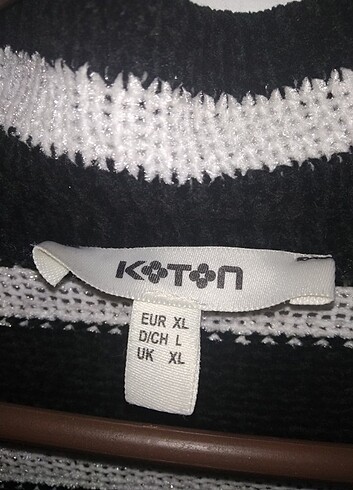 KOTON
EUR XL
D/CH L
UK XL